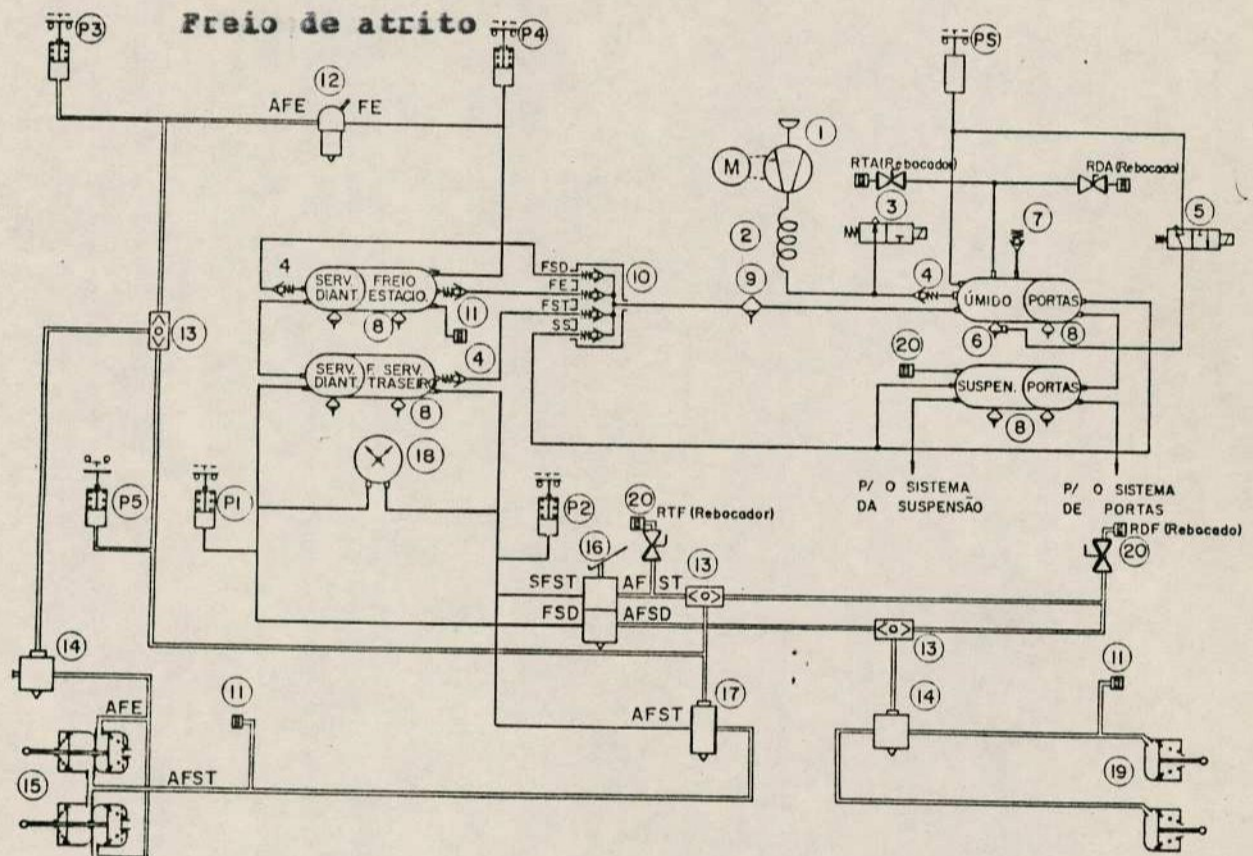 Freio de atrito
P3
P4
PS
12
AFE
FE
1
M
RTA(Rebocador)
RDA(Rebocado)
3
5
7
2
4
SERV. DIANT.
FREIO ESTACIO.
FSD
FE
FST
SS
10
9
4
ÚMIDO
PORTAS
11
8
13
6
8
20
SERV. DIANT.
F. SERV. TRASEIRO
4
8
SUSPEN.
PORTAS
8
18
P5
P1
P2
P/ O SISTEMA
DA SUSPENSÃO
P/ O SISTEMA
DE PORTAS
20
RTF (Rebocador)
RDF (Rebocado)
20
16
13
SFST
AFST
FSD
AFSD
13
14
11
17
14
11
AFE
AFST
15
AFST
19